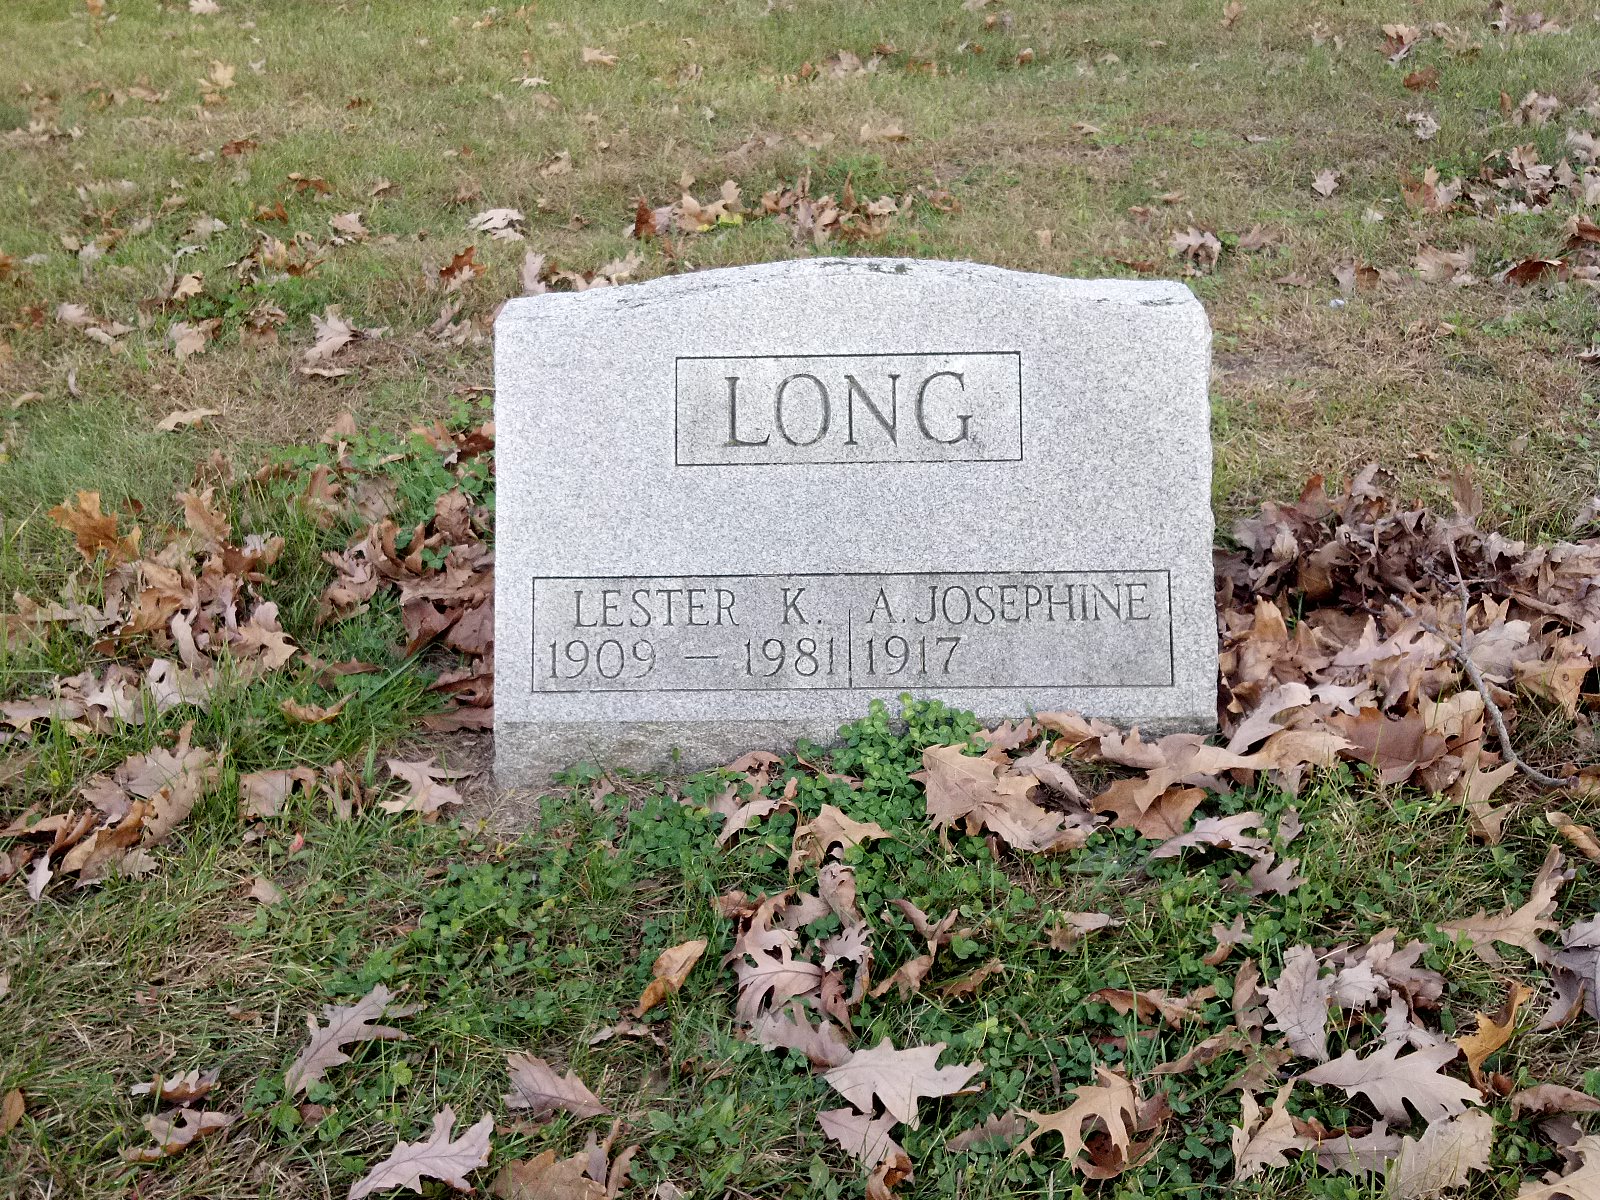 LONG
LESTER K. A. JOSEPHINE
1909 — 1981 1917